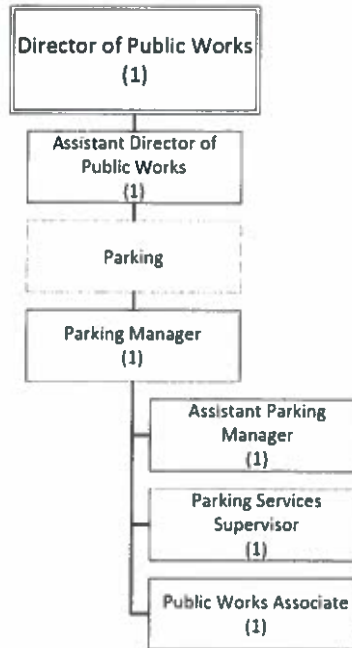 Director of Public Works
(1)
Assistant Director of
Public Works
(1)
Parking
Parking Manager
(1)
Assistant Parking
Manager
(1)
Parking Services
Supervisor
(1)
Public Works Associate
(1)